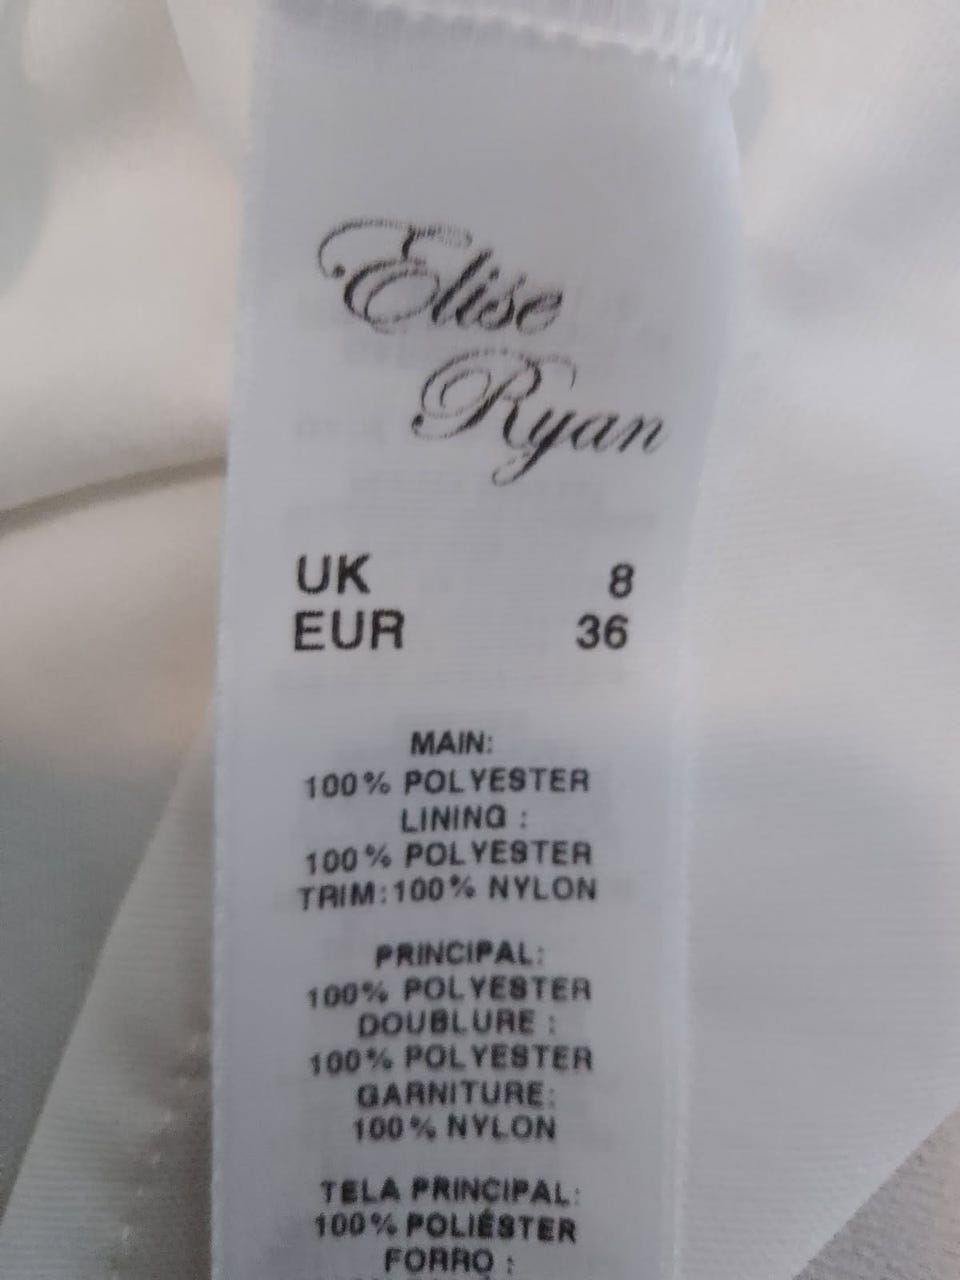 Elise
Ryan
UK 8
EUR 36
MAIN:
100% POLYESTER
LINING :
100% POLYESTER
TRIM:100% NYLON
PRINCIPAL:
100% POLYESTER
DOUBLURE :
100% POLYESTER
GARNITURE:
100% NYLON
TELA PRINCIPAL:
100% POLIÉSTER
FORRO :